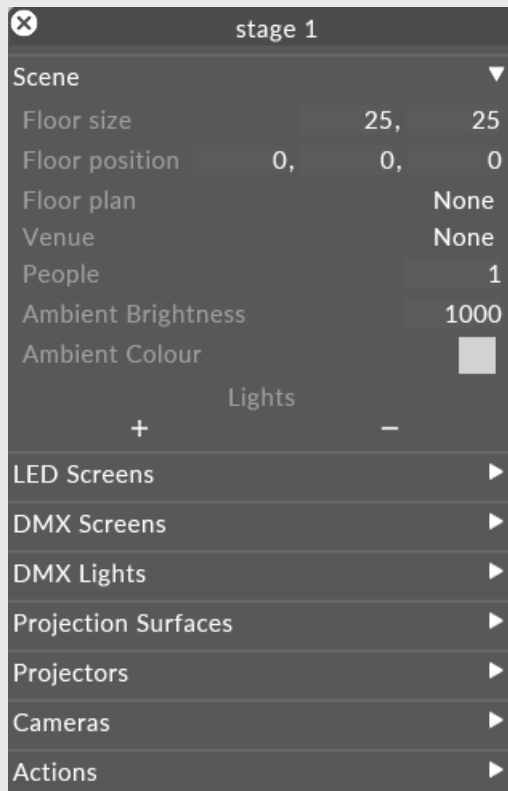 stage 1
Scene
Floor size 25, 25
Floor position 0, 0, 0
Floor plan None
Venue None
People 1
Ambient Brightness 1000
Ambient Colour
Lights
+ −
LED Screens
DMX Screens
DMX Lights
Projection Surfaces
Projectors
Cameras
Actions